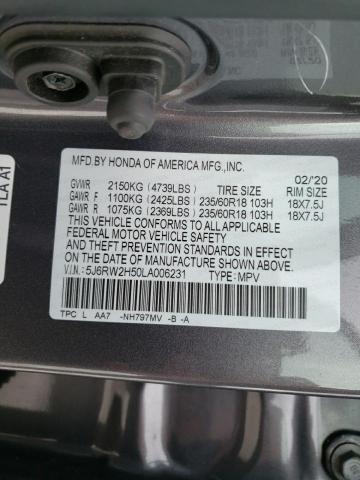 MFD.BY HONDA OF AMERICA MFG.,INC.
02/'20
GVWR 2150KG (4739LBS) TIRE SIZE RIM SIZE
GAWR F 1100KG (2425LBS) 235/60R18 103H 18X7.5J
GAWR R 1075KG (2369LBS) 235/60R18 103H 18X7.5J
THIS VEHICLE CONFORMS TO ALL APPLICABLE
FEDERAL MOTOR VEHICLE SAFETY
AND THEFT PREVENTION STANDARDS IN EFFECT
ON THE DATE OF MANUFACTURE SHOWN ABOVE.
V.I.N.: 5J6RW2H50LA006231 TYPE: MPV
TPC L AA7 -NH797MV -B -A
TLA A1